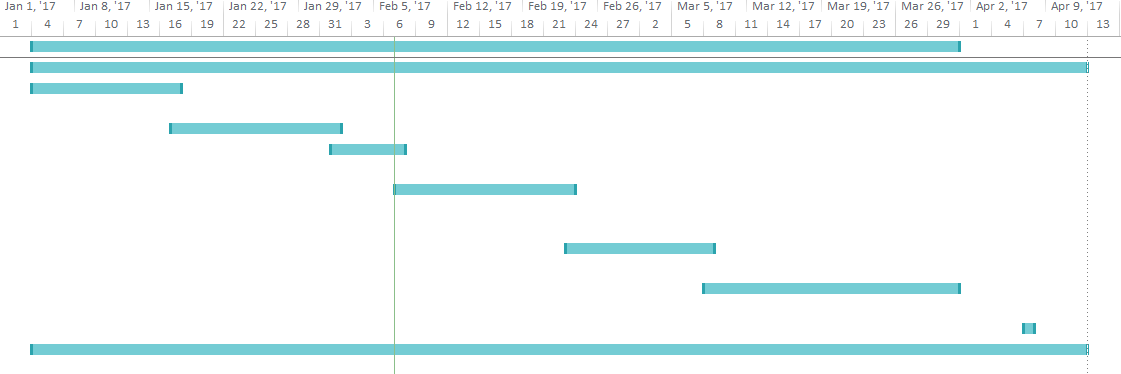 Jan 1, '17 Jan 8, '17 Jan 15, '17 Jan 22, '17 Jan 29, '17 Feb 5, '17 Feb 12, '17 Feb 19, '17 Feb 26, '17 Mar 5, '17 Mar 12, '17 Mar 19, '17 Mar 26, '17 Apr 2, '17 Apr 9, '17
1 4 7 10 13 16 19 22 25 28 31 3 6 9 12 15 18 21 24 27 2 5 8 11 14 17 20 23 26 29 1 4 7 10 13